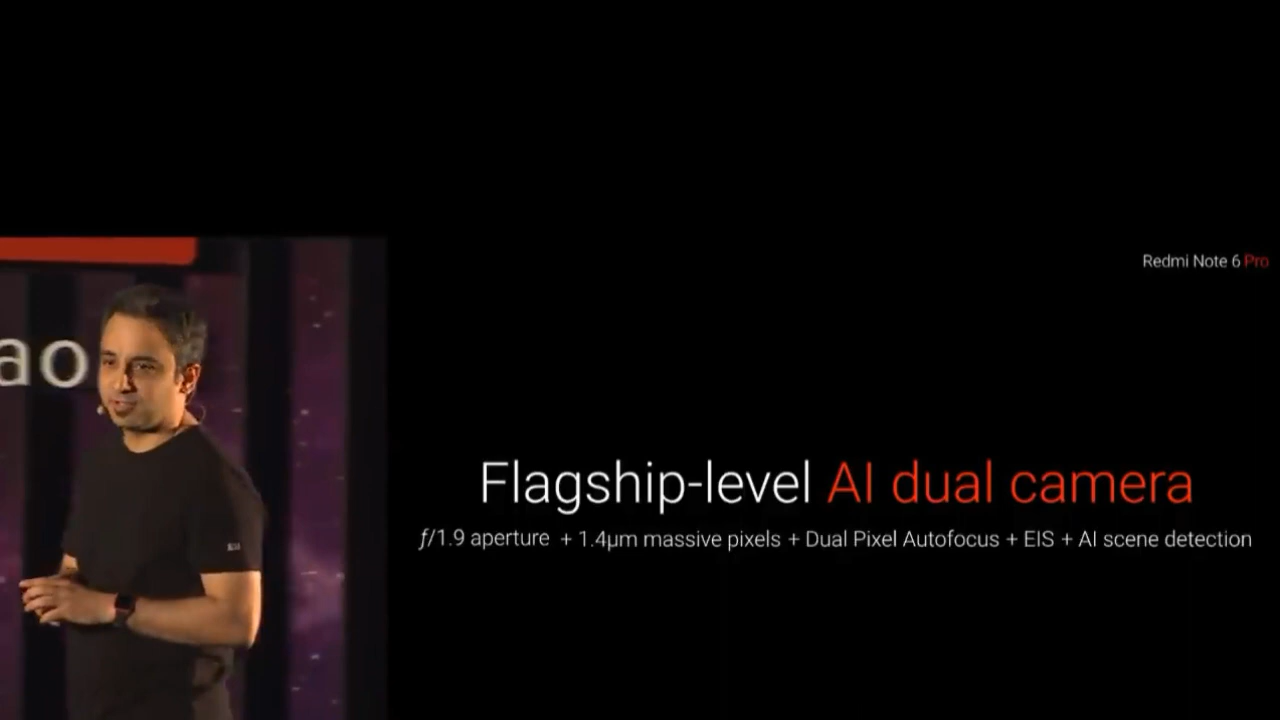 Redmi Note 6 Pro
ao
Flagship-level AI dual camera
ƒ/1.9 aperture + 1.4μm massive pixels + Dual Pixel Autofocus + EIS + AI scene detection